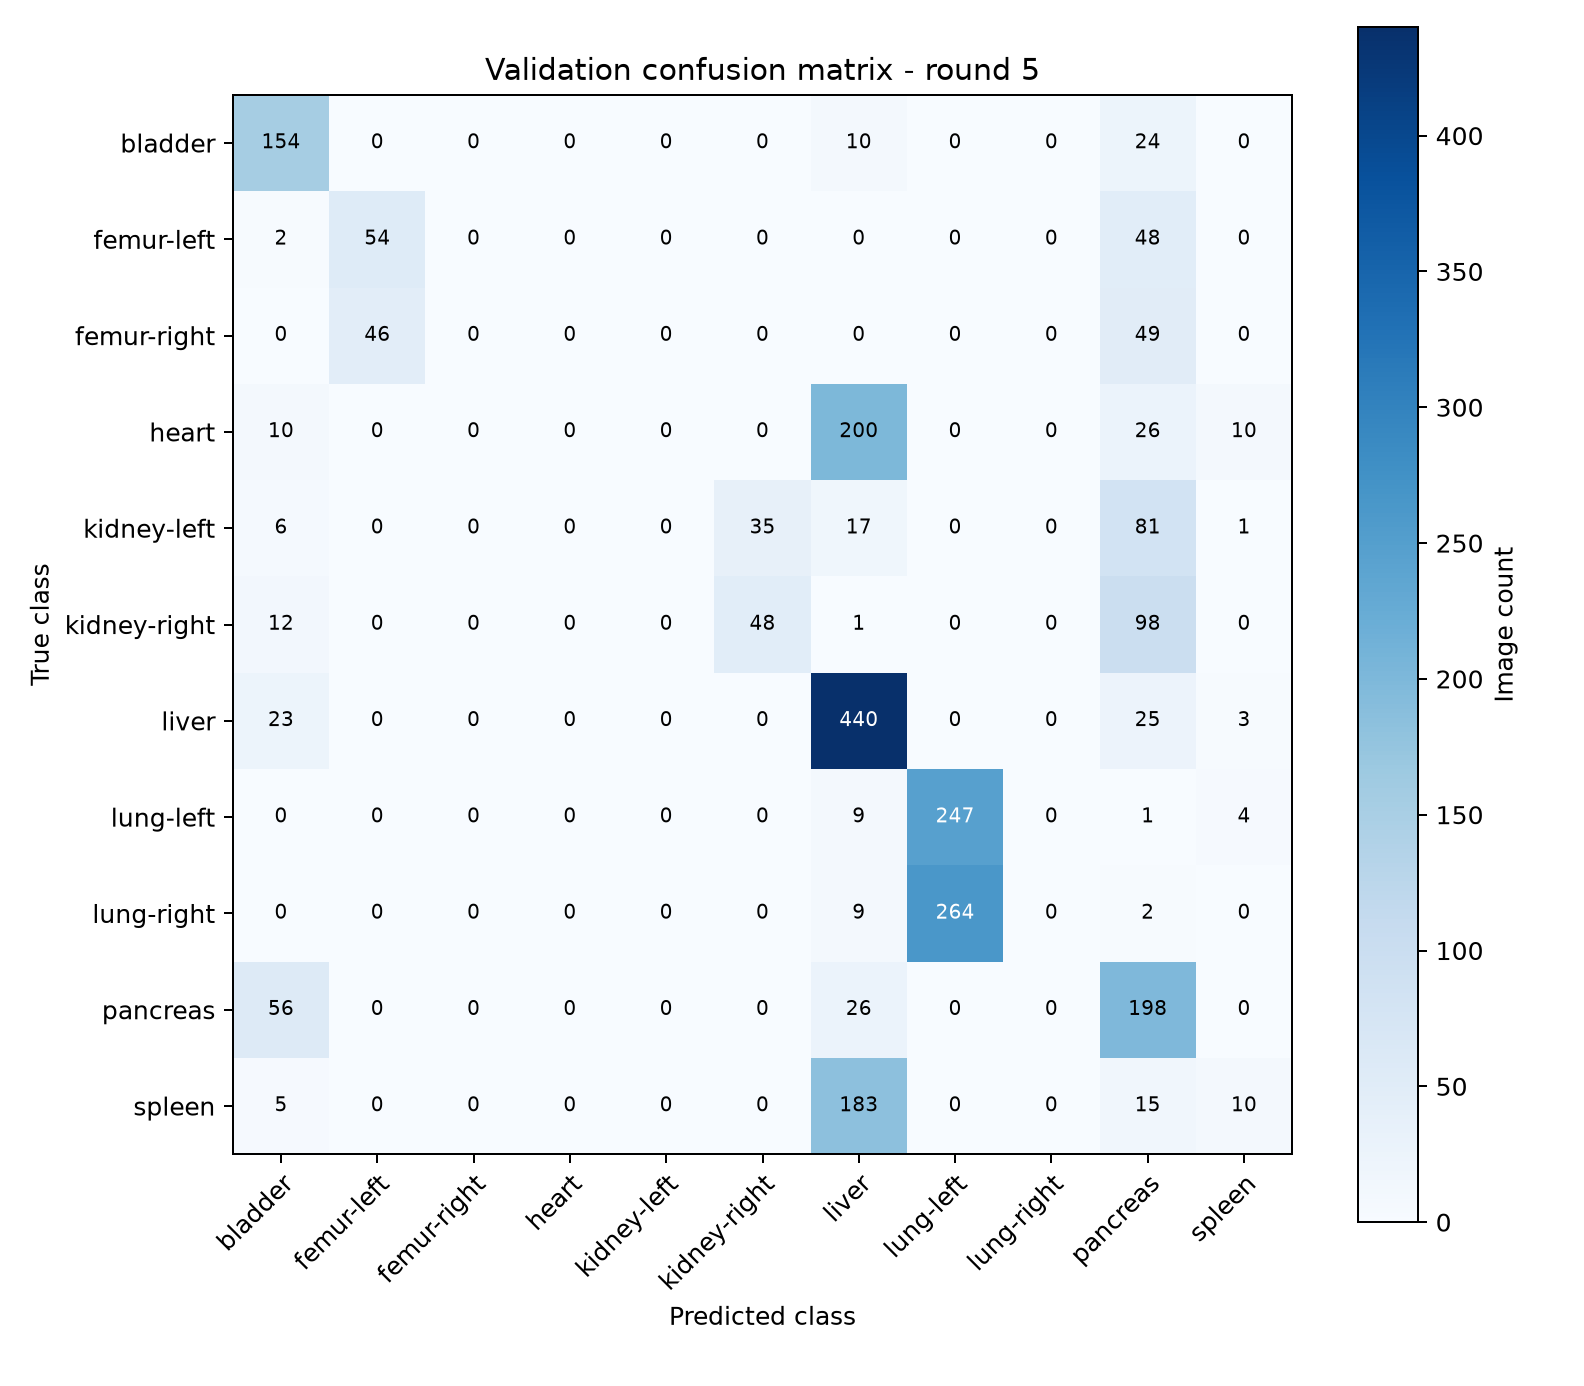 Validation confusion matrix - round 5
bladder 154 0 0 0 0 0 10 0 0 24 0
femur-left 2 54 0 0 0 0 0 0 0 48 0
femur-right 0 46 0 0 0 0 0 0 0 49 0
heart 10 0 0 0 0 0 200 0 0 26 10
kidney-left 6 0 0 0 0 35 17 0 0 81 1
kidney-right 12 0 0 0 0 48 1 0 0 98 0
liver 23 0 0 0 0 0 440 0 0 25 3
lung-left 0 0 0 0 0 0 9 247 0 1 4
lung-right 0 0 0 0 0 0 9 264 0 2 0
pancreas 56 0 0 0 0 0 26 0 0 198 0
spleen 5 0 0 0 0 0 183 0 0 15 10
True class
bladder femur-left femur-right heart kidney-left kidney-right liver lung-left lung-right pancreas spleen
Predicted class
400
350
300
250
200
150
100
50
0
Image count